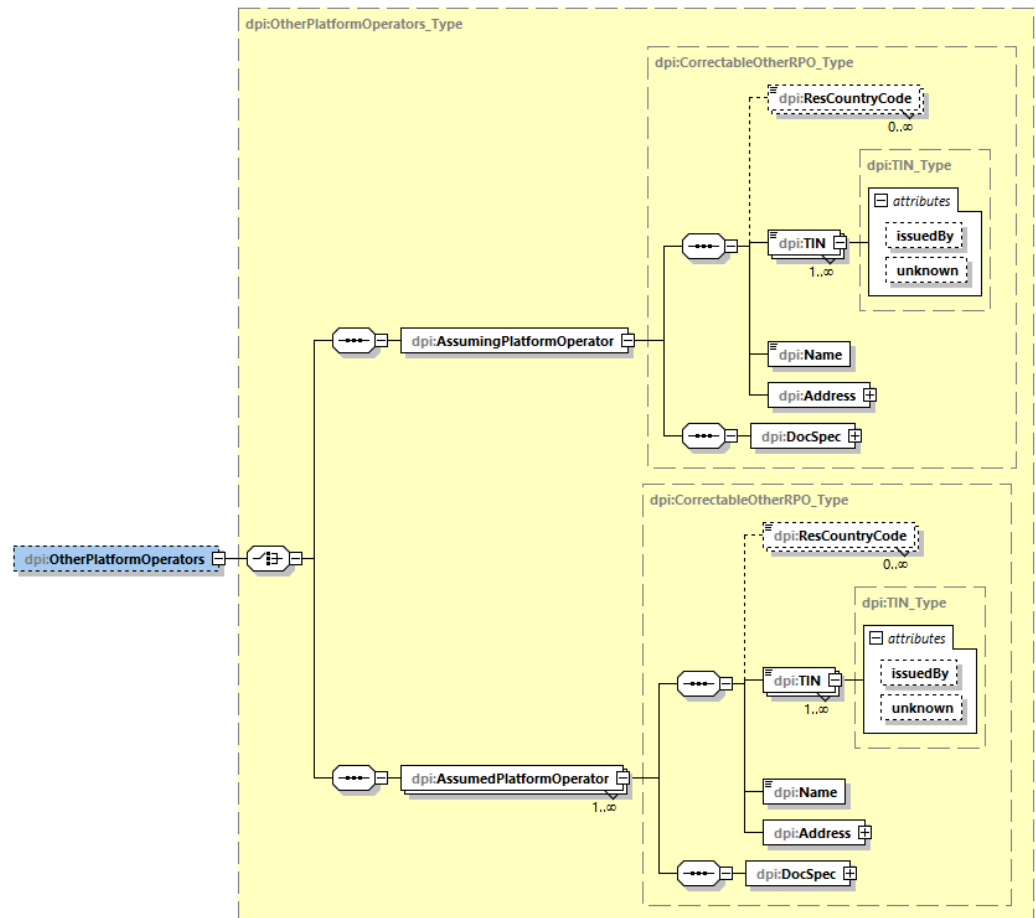 dpi:OtherPlatformOperators_Type
dpi:CorrectableOtherRPO_Type
dpi:ResCountryCode
0..∞
dpi:TIN_Type
attributes
issuedBy
unknown
dpi:TIN
1..∞
dpi:AssumingPlatformOperator
dpi:Name
dpi:Address
dpi:DocSpec
dpi:CorrectableOtherRPO_Type
dpi:ResCountryCode
0..∞
dpi:OtherPlatformOperators
dpi:TIN_Type
attributes
issuedBy
unknown
dpi:TIN
1..∞
dpi:AssumedPlatformOperator
1..∞
dpi:Name
dpi:Address
dpi:DocSpec